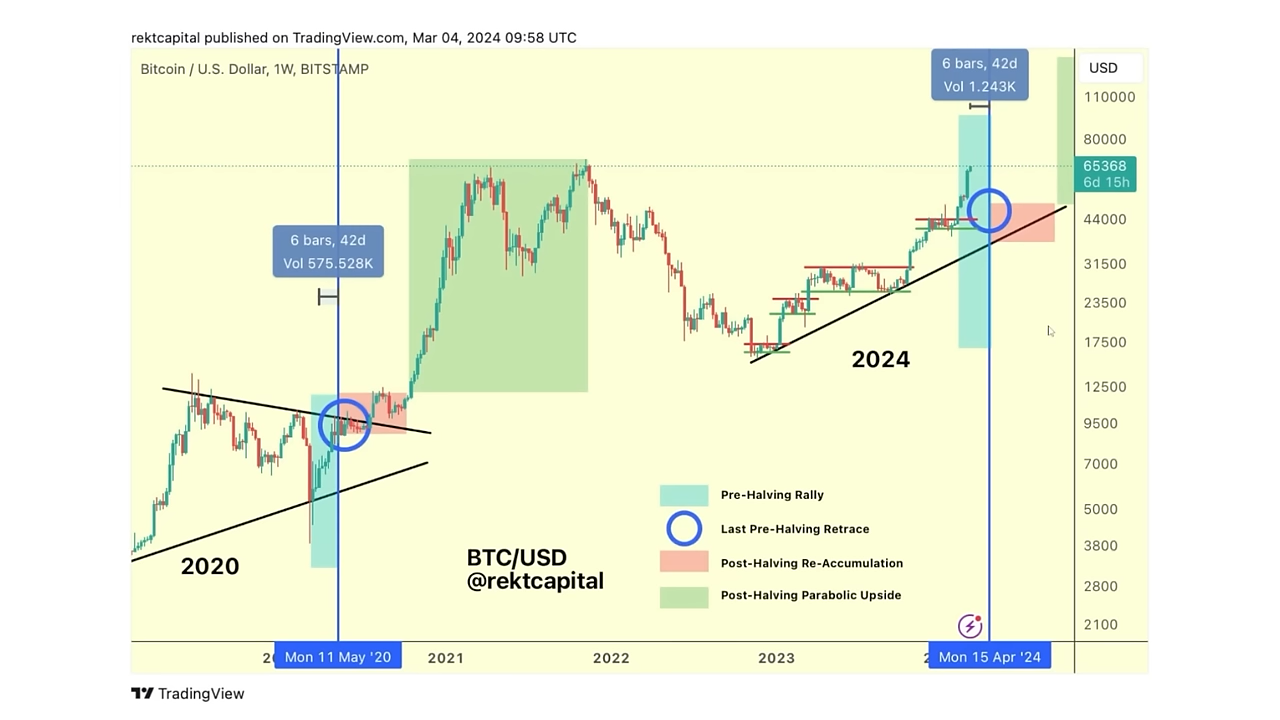 rektcapital published on TradingView.com, Mar 04, 2024 09:58 UTC
Bitcoin / U.S. Dollar, 1W, BITSTAMP
6 bars, 42d
Vol 1.243K
USD
110000
80000
65368
6d 15h
44000
31500
23500
17500
12500
9500
7000
5000
3800
2800
2100
6 bars, 42d
Vol 575.528K
2024
2020
BTC/USD
@rektcapital
Pre-Halving Rally
Last Pre-Halving Retrace
Post-Halving Re-Accumulation
Post-Halving Parabolic Upside
Mon 11 May '20 2021 2022 2023 Mon 15 Apr '24
TradingView